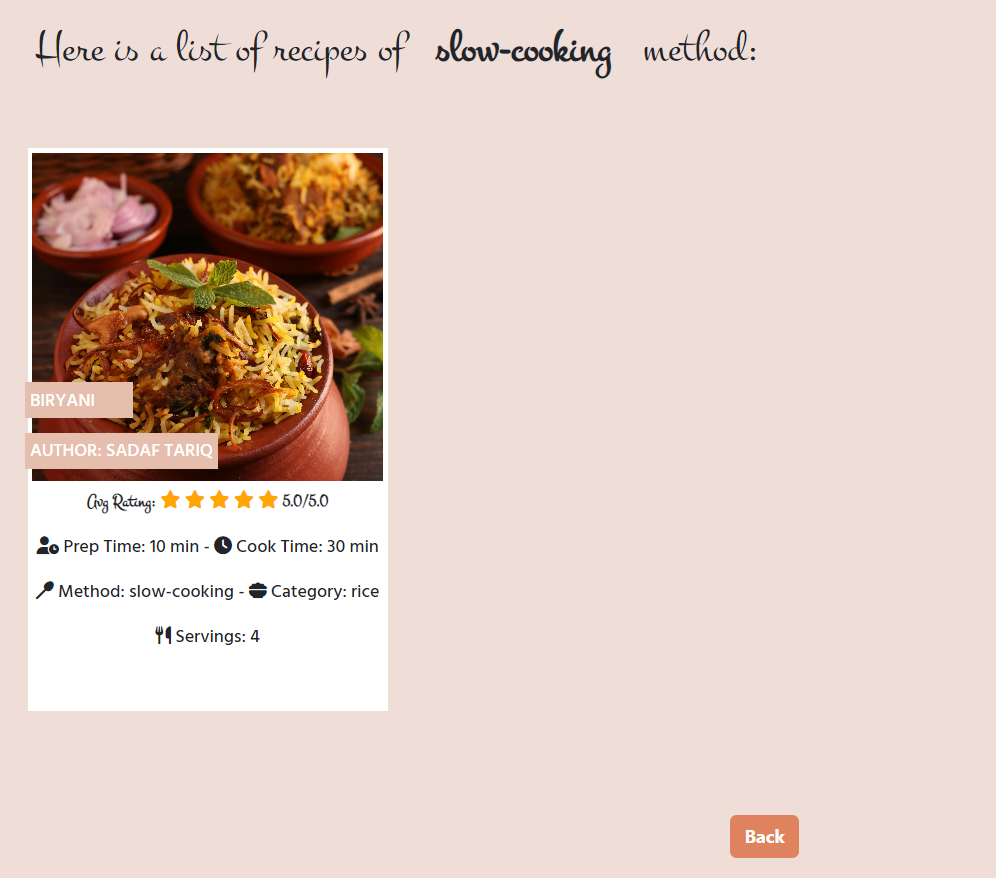 Here is a list of recipes of slow-cooking method:
BIRYANI
AUTHOR: SADAF TARIQ
Avg Rating: 5.0/5.0
Prep Time: 10 min - Cook Time: 30 min
Method: slow-cooking - Category: rice
Servings: 4
Back